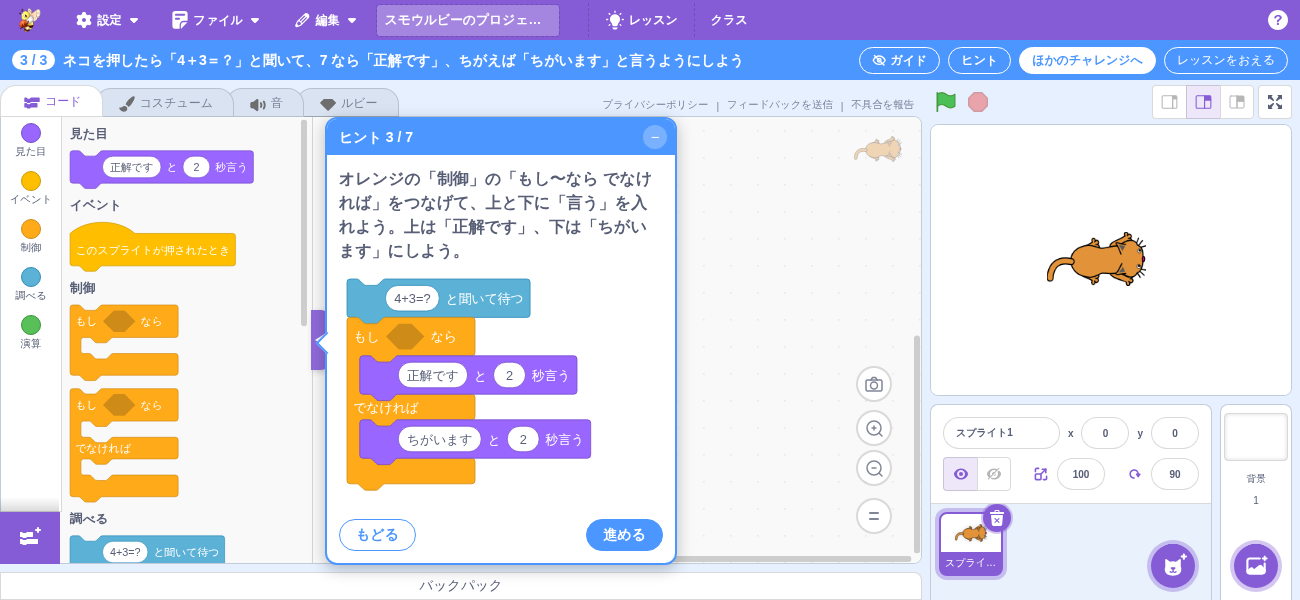 設定 ファイル 編集 スモウルビーのプロジェ… レッスン クラス ?
3 / 3 ネコを押したら「4＋3＝？」と聞いて、7 なら「正解です」、ちがえば「ちがいます」と言うようにしよう ガイド ヒント ほかのチャレンジへ レッスンをおえる
コード コスチューム 音 ルビー プライバシーポリシー | フィードバックを送信 | 不具合を報告
見た目
イベント
制御
調べる
演算
見た目
正解です と 2 秒言う
イベント
このスプライトが押されたとき
制御
もし なら
もし なら
でなければ
調べる
4+3=? と聞いて待つ
ヒント 3 / 7
オレンジの「制御」の「もし〜なら でなけ
れば」をつなげて、上と下に「言う」を入
れよう。上は「正解です」、下は「ちがい
ます」にしよう。
4+3=? と聞いて待つ
もし なら
正解です と 2 秒言う
でなければ
ちがいます と 2 秒言う
もどる 進める
スプライト1 x 0 y 0
100 90
スプライ…
背景
1
バックパック